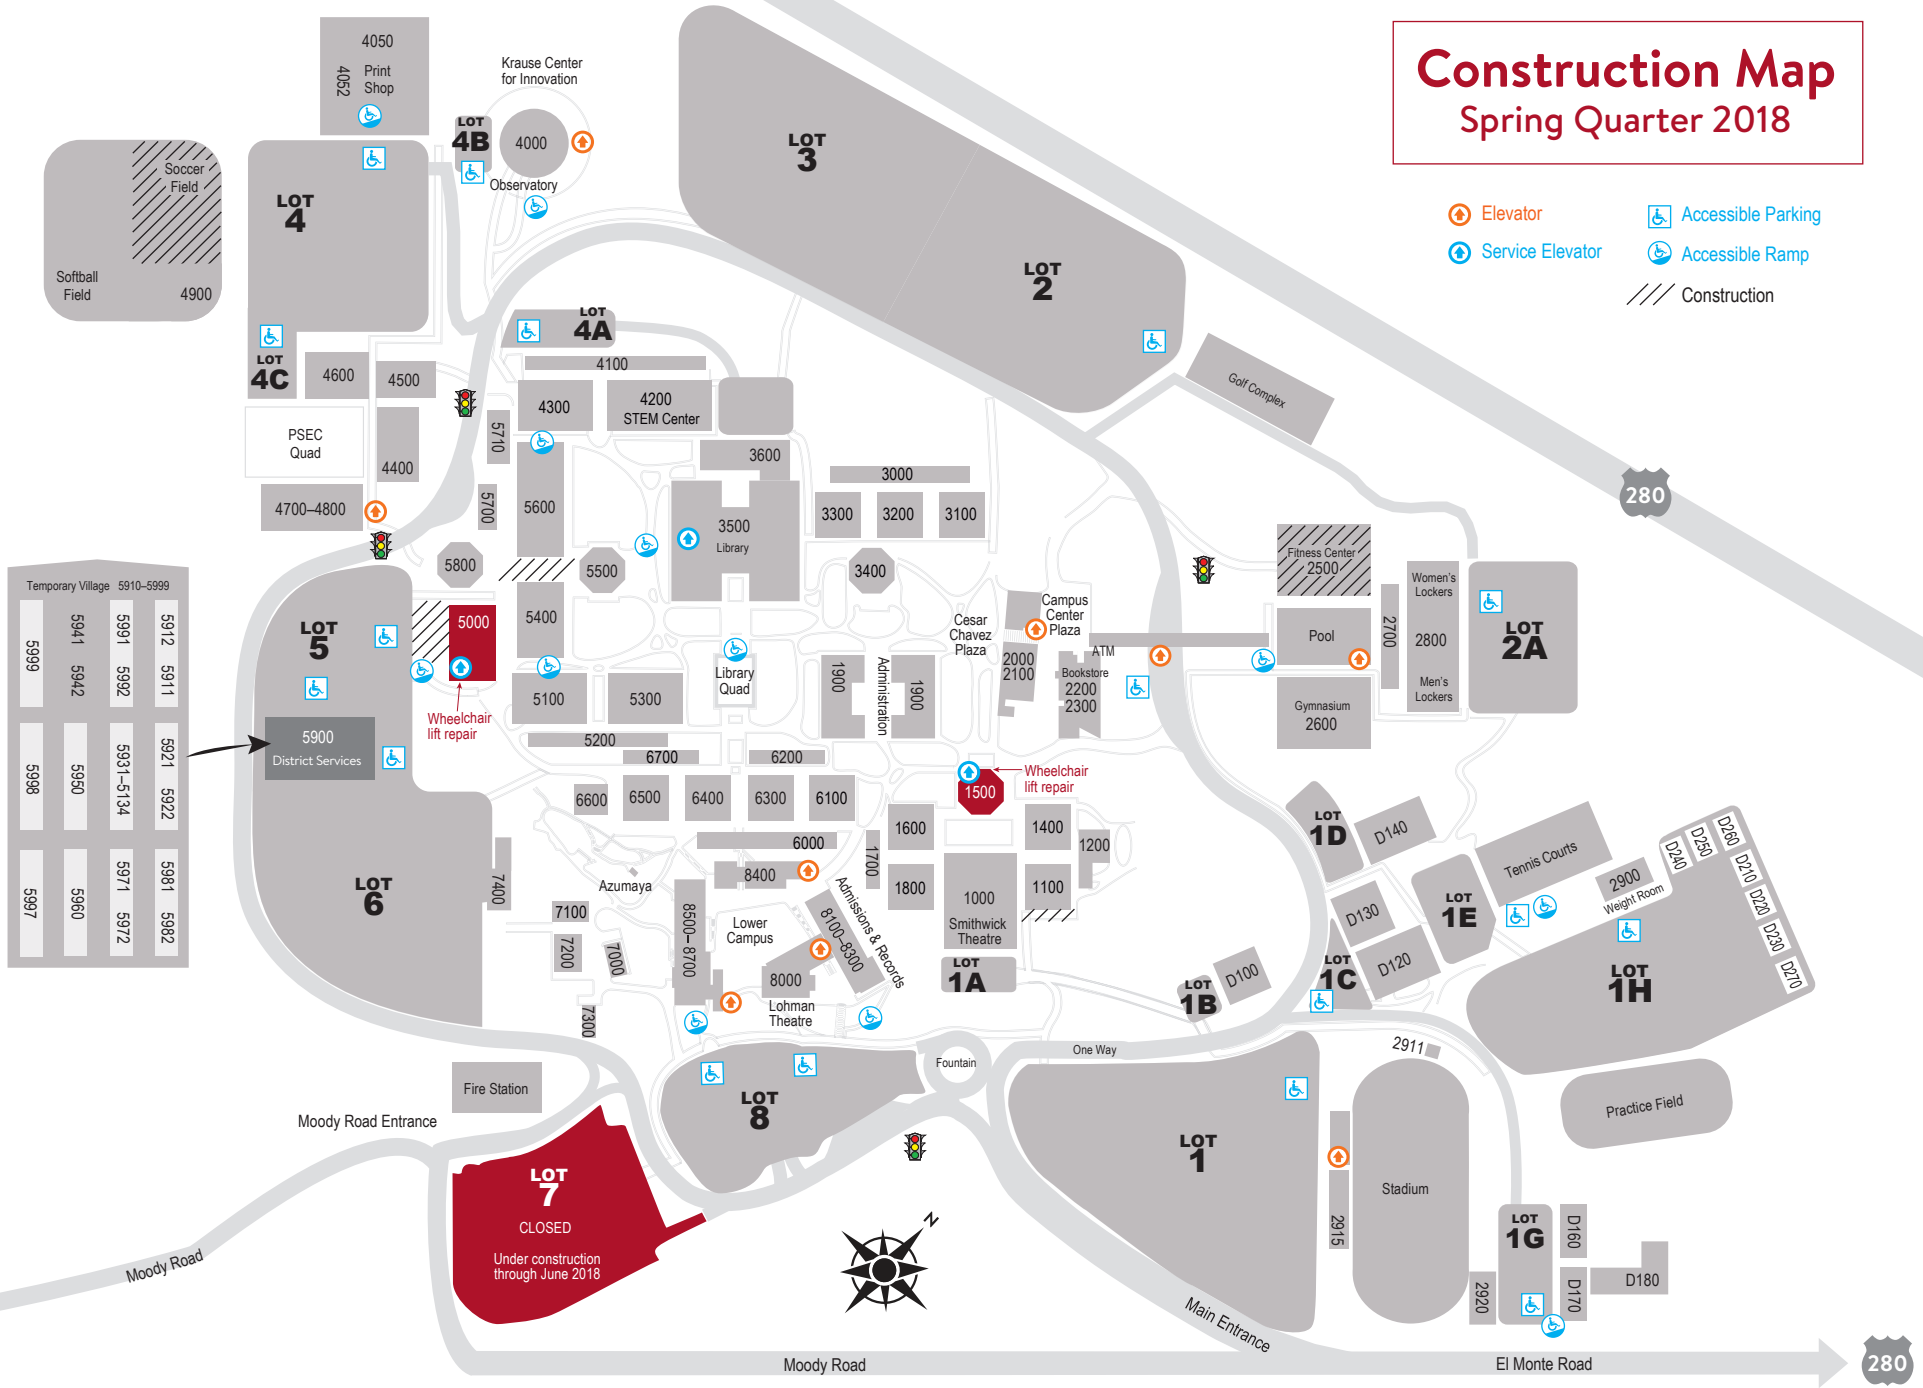 Construction Map
Spring Quarter 2018
Elevator
Accessible Parking
Service Elevator
Accessible Ramp
Construction
4050
4052
Print
Shop
Krause Center
for Innovation
LOT
4B
4000
Observatory
Soccer
Field
Softball
Field
4900
LOT
4
LOT
3
LOT
2
LOT
4A
LOT
4C
4600
4500
4100
4300
4200
STEM Center
Golf Complex
PSEC
Quad
4400
5710
4700–4800
5700
5600
3600
3500
Library
3000
3300
3200
3100
280
5800
5500
3400
Fitness Center
2500
Women's
Lockers
2800
Men's
Lockers
2700
LOT
2A
Temporary Village 5910–5999
5999
5941
5942
5991
5992
5912
5911
5998
5950
5931–5134
5921
5922
5997
5960
5971
5972
5981
5982
LOT
5
5000
5400
Wheelchair
lift repair
5100
5300
Library
Quad
1900
Administration
1900
Cesar
Chavez
Plaza
Campus
Center
Plaza
2000
2100
ATM
Bookstore
2200
2300
Pool
Gymnasium
2600
5900
District Services
5200
6700
6200
6600
6500
6400
6300
6100
Wheelchair
lift repair
1500
1600
1400
1200
6000
1700
8400
1800
1100
1000
Smithwick
Theatre
LOT
6
7400
Azumaya
7100
7200
7000
7300
8500–8700
Lower
Campus
8100–8300
Admissions & Records
8000
Lohman
Theatre
LOT
1A
LOT
1B
D100
LOT
1D
D140
D130
LOT
1C
D120
LOT
1E
Tennis Courts
2900
Weight Room
D240
D250
D260
D210
D220
D230
D270
LOT
1H
Fountain
One Way
2911
Practice Field
Fire Station
Moody Road Entrance
LOT
8
LOT
1
LOT
7
CLOSED
Under construction
through June 2018
N
Stadium
2915
2920
LOT
1G
D160
D170
D180
Moody Road
Main Entrance
Moody Road
El Monte Road
280